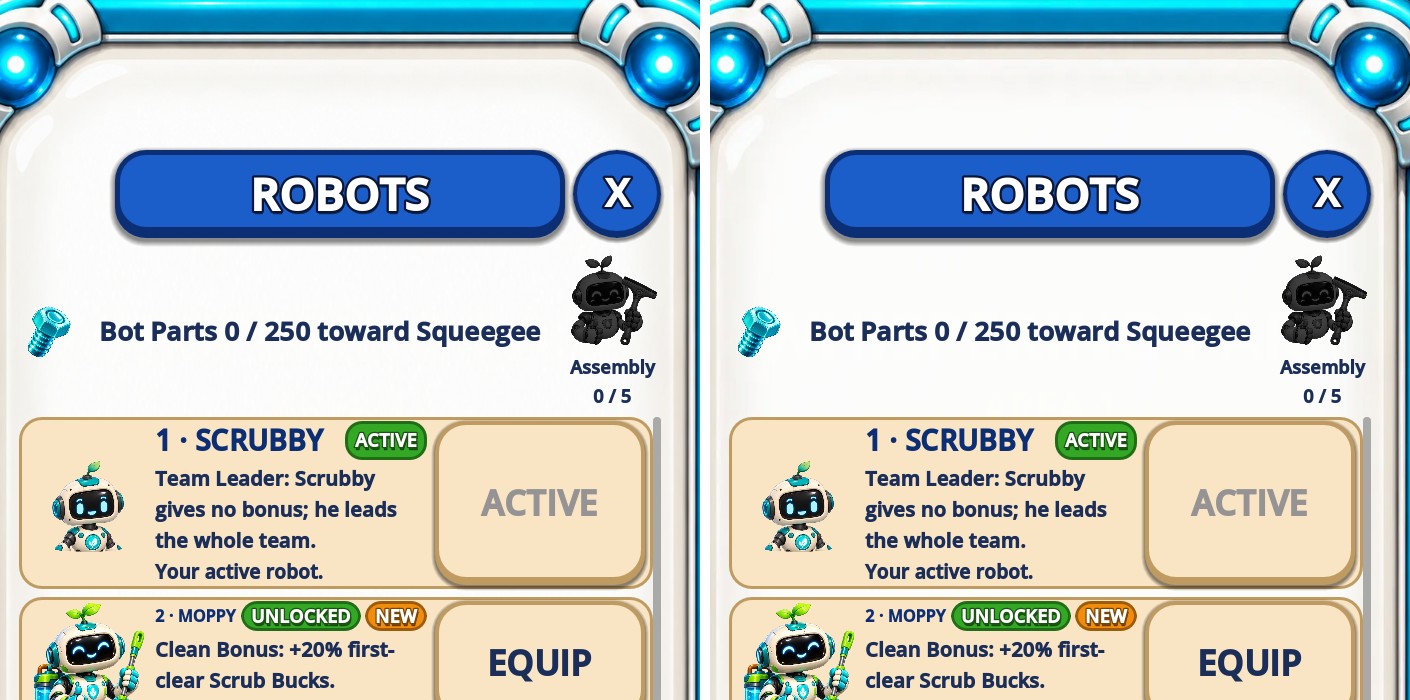 ROBOTS
X
Bot Parts 0 / 250 toward Squeegee
Assembly
0 / 5
1 · SCRUBBY ACTIVE
Team Leader: Scrubby
gives no bonus; he leads
the whole team.
Your active robot.
ACTIVE
2 · MOPPY UNLOCKED NEW
Clean Bonus: +20% first-
clear Scrub Bucks.
EQUIP
ROBOTS
X
Bot Parts 0 / 250 toward Squeegee
Assembly
0 / 5
1 · SCRUBBY ACTIVE
Team Leader: Scrubby
gives no bonus; he leads
the whole team.
Your active robot.
ACTIVE
2 · MOPPY UNLOCKED NEW
Clean Bonus: +20% first-
clear Scrub Bucks.
EQUIP